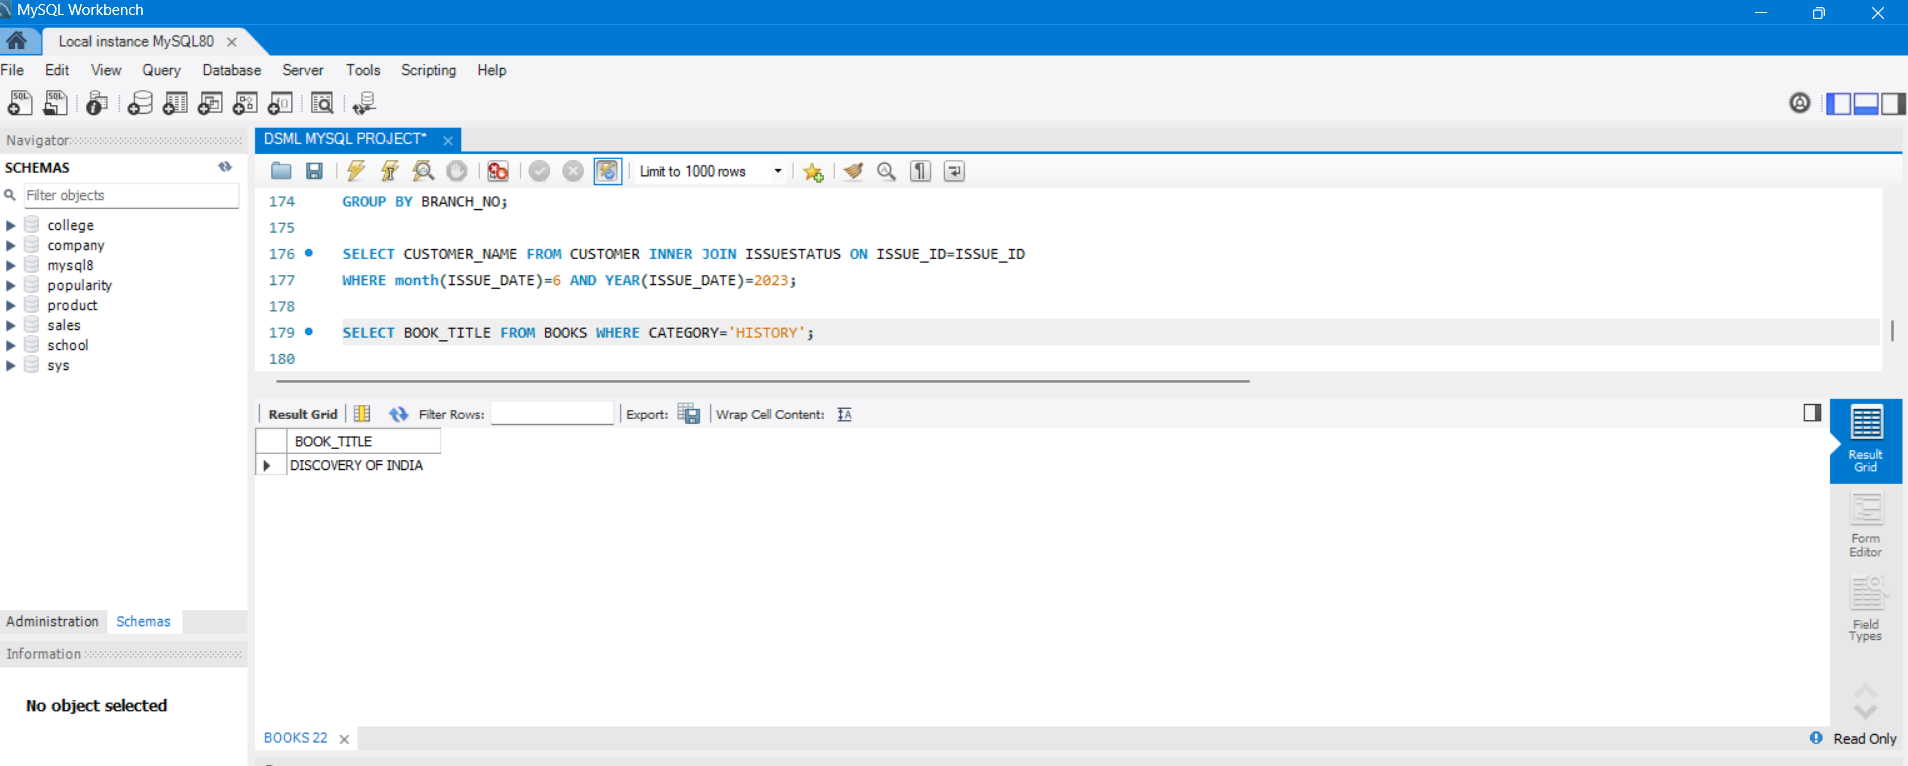 MySQL Workbench
Local instance MySQL80
File Edit View Query Database Server Tools Scripting Help
Navigator
SCHEMAS
Filter objects
college
company
mysql8
popularity
product
sales
school
sys
Administration Schemas
Information
No object selected
DSML MYSQL PROJECT*
Limit to 1000 rows
174 GROUP BY BRANCH_NO;
175
176 SELECT CUSTOMER_NAME FROM CUSTOMER INNER JOIN ISSUESTATUS ON ISSUE_ID=ISSUE_ID
177 WHERE month(ISSUE_DATE)=6 AND YEAR(ISSUE_DATE)=2023;
178
179 SELECT BOOK_TITLE FROM BOOKS WHERE CATEGORY='HISTORY';
180
Result Grid Filter Rows: Export: Wrap Cell Content:
BOOK_TITLE
DISCOVERY OF INDIA
Result
Grid
Form
Editor
Field
Types
BOOKS 22
Read Only